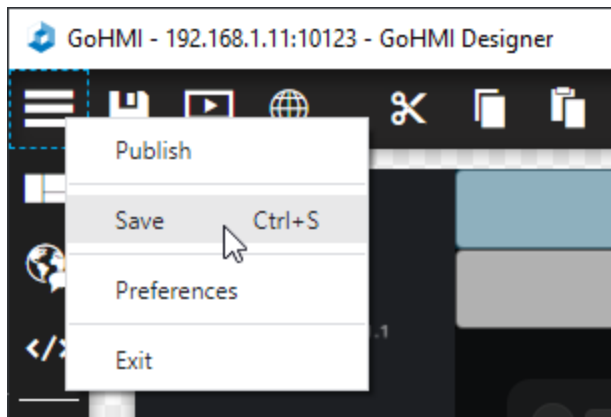 GoHMI - 192.168.1.11:10123 - GoHMI Designer
Publish
Save Ctrl+S
Preferences
Exit